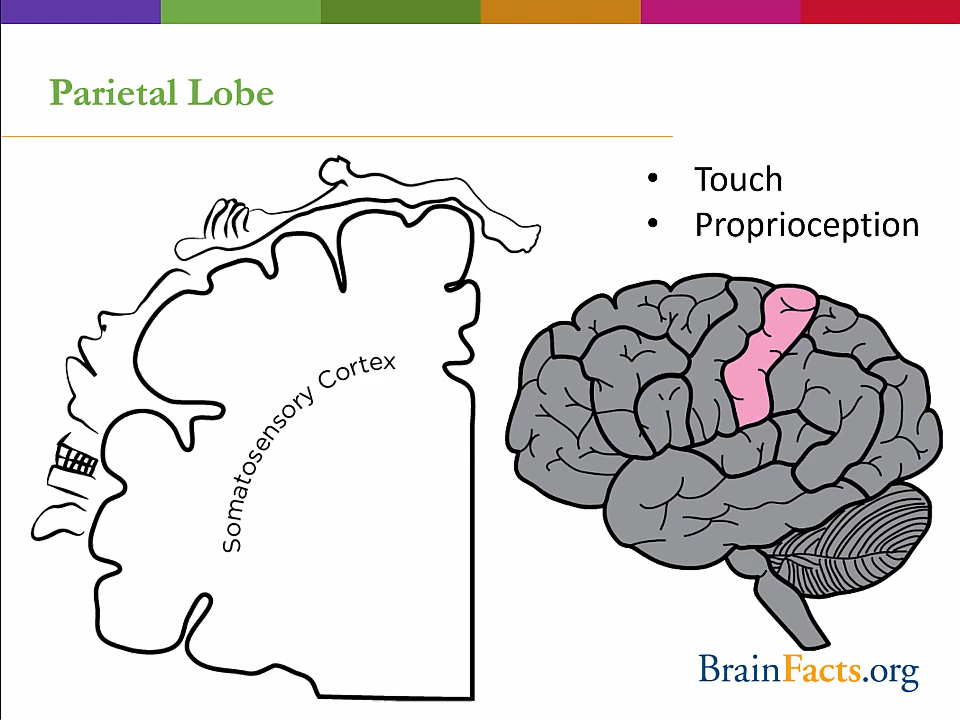 Parietal Lobe
• Touch
• Proprioception
Somatosensory Cortex
BrainFacts.org